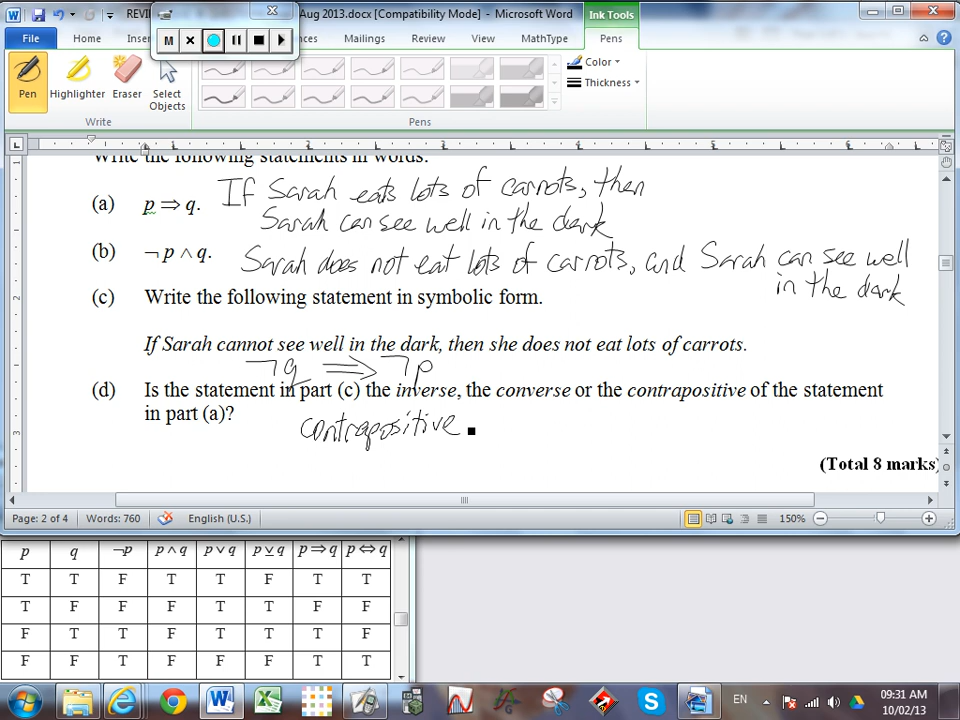 Aug 2013.docx [Compatibility Mode] - Microsoft Word
Ink Tools
File Home Mailings Review View MathType Pens
M
Pen Highlighter Eraser Select Objects
Color
Thickness
Write
Pens
Write the following statements in words.
(a) p ⇒ q. If Sarah eats lots of carrots, then
Sarah can see well in the dark
(b) ¬ p ∧ q. Sarah does not eat lots of carrots, and Sarah can see well
in the dark
(c) Write the following statement in symbolic form.
If Sarah cannot see well in the dark, then she does not eat lots of carrots.
¬q ⇒ ¬p
(d) Is the statement in part (c) the inverse, the converse or the contrapositive of the statement
in part (a)?
contrapositive
(Total 8 marks)
Page: 2 of 4 Words: 760 English (U.S.) 150%
p q ¬p p ∧ q p ∨ q p ⊻ q p ⇒ q p ⇔ q
T T F T T F T T
T F F F T T F F
F T T F T T T F
F F T F F F T T
EN
09:31 AM
10/02/13